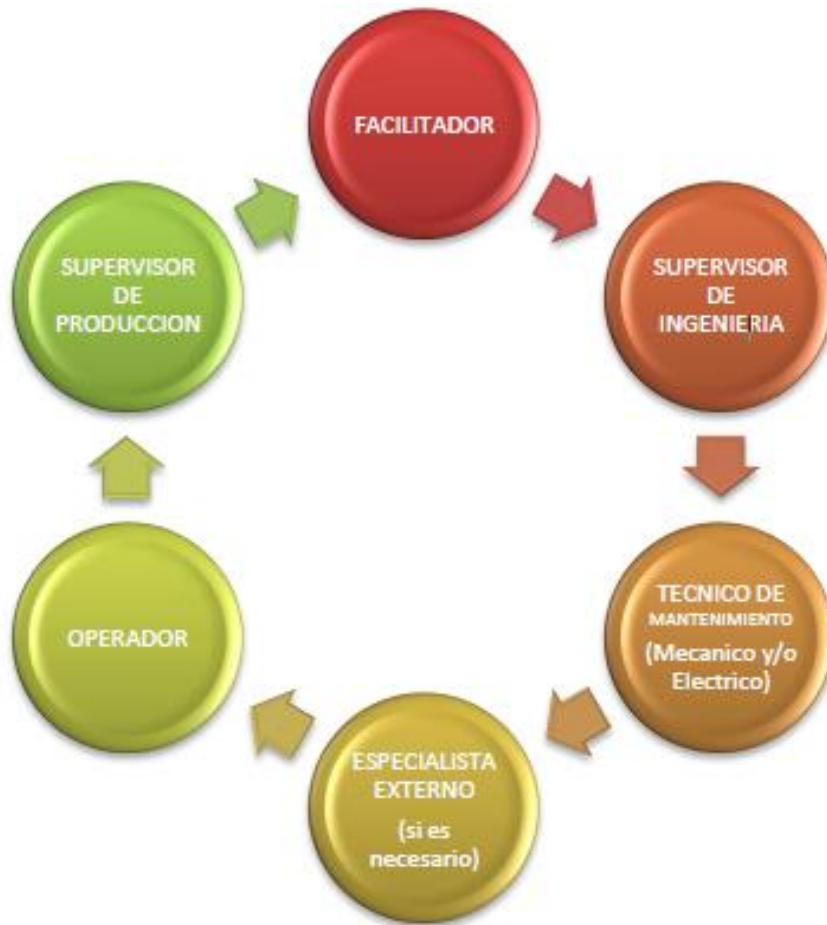 FACILITADOR
SUPERVISOR
DE
INGENIERIA
TECNICO DE
MANTENIMIENTO
(Mecanico y/o
Electrico)
ESPECIALISTA
EXTERNO
(si es
necesario)
OPERADOR
SUPERVISOR
DE
PRODUCCION